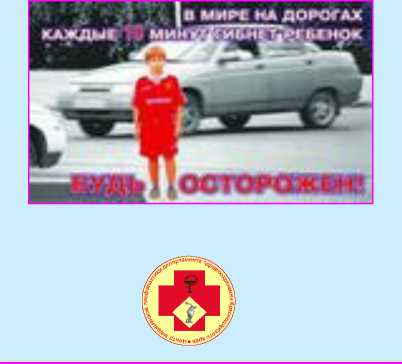 В МИРЕ НА ДОРОГАХ
КАЖДЫЕ 10 МИНУТ ГИБНЕТ РЕБЕНОК
БУДЬ ОСТОРОЖЕН!